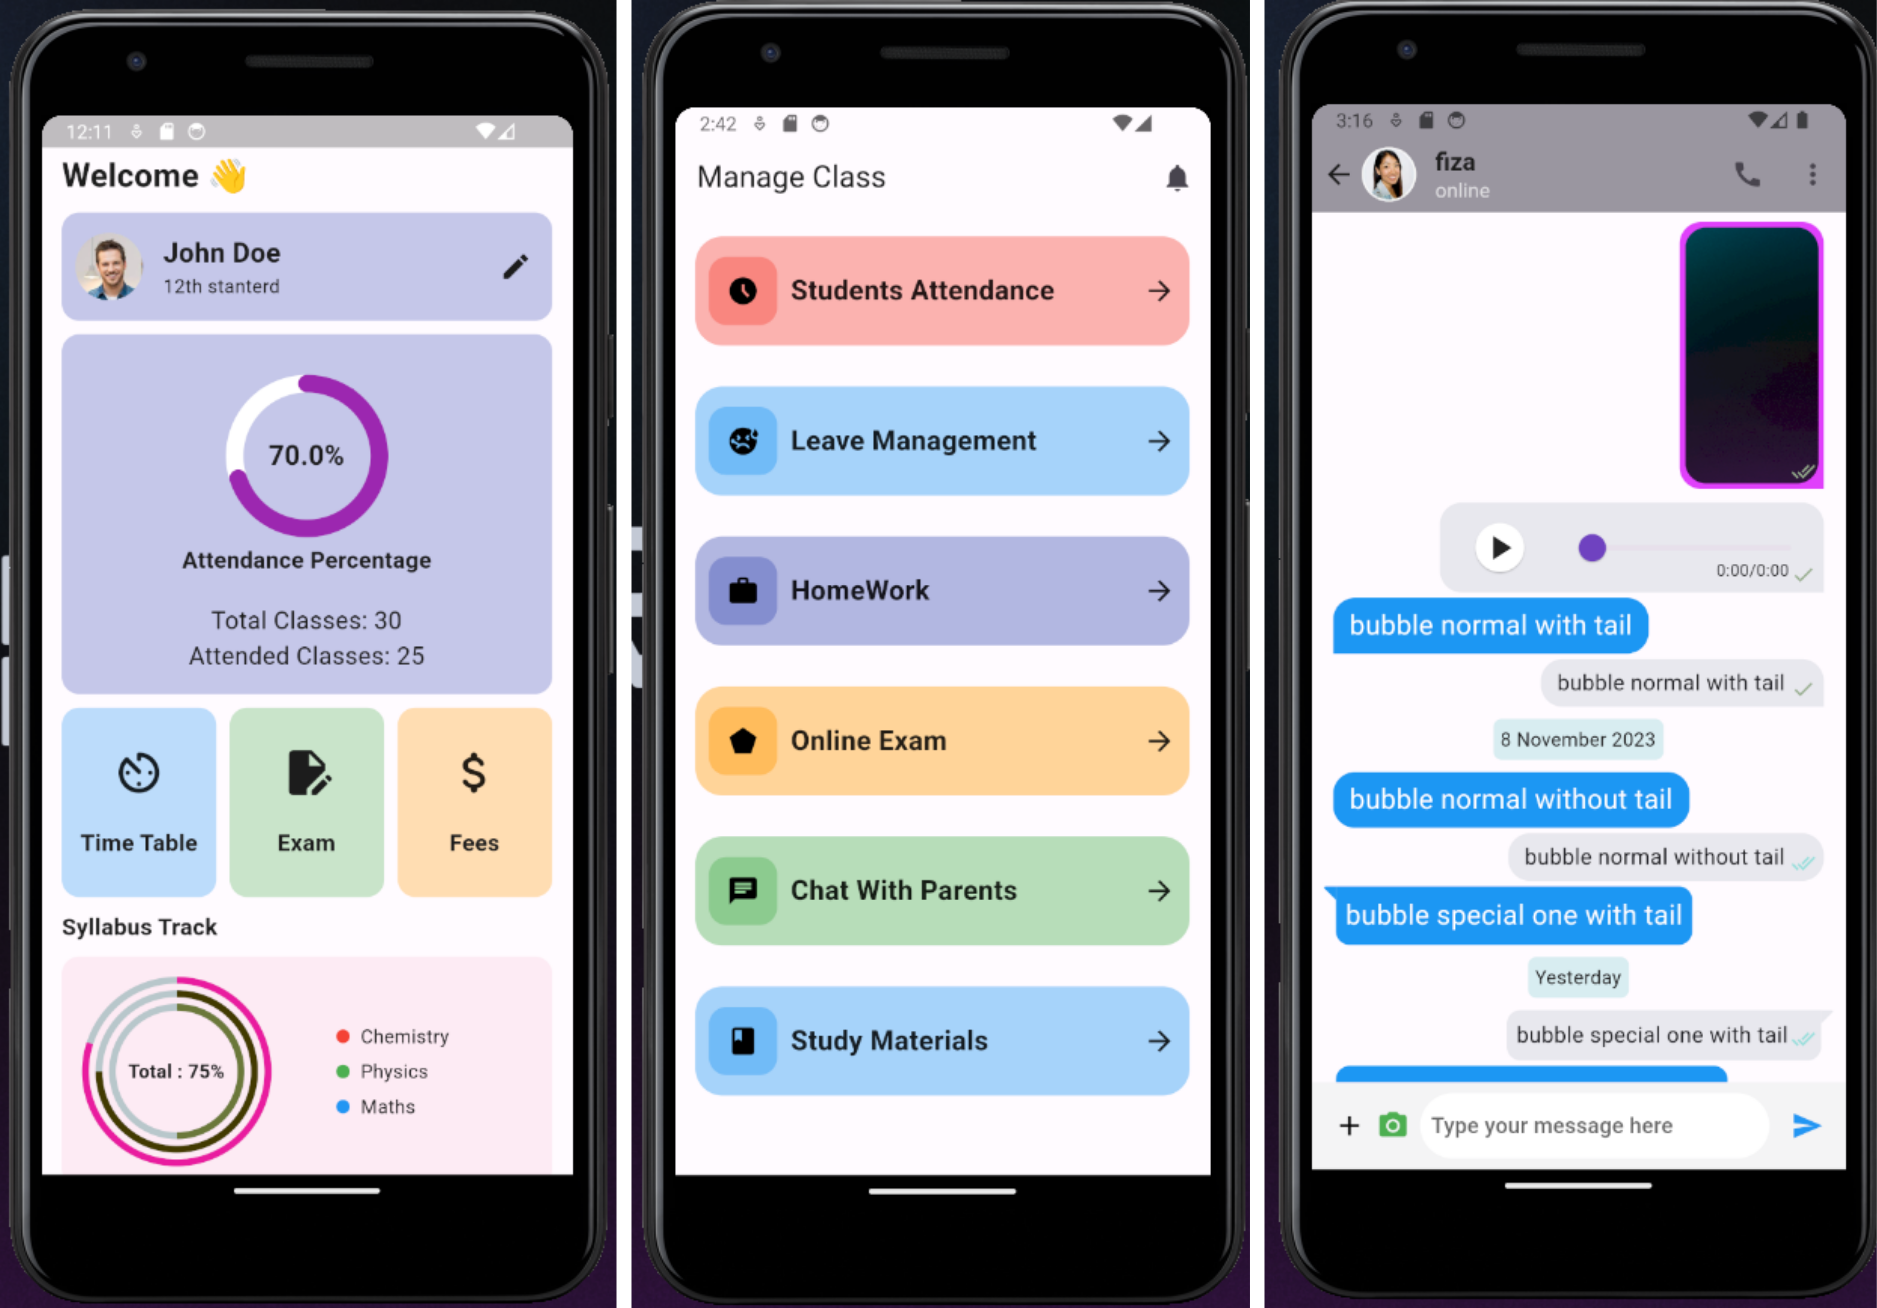 12:11
Welcome 👋
John Doe
12th stanterd
70.0%
Attendance Percentage
Total Classes: 30
Attended Classes: 25
Time Table
Exam
Fees
Syllabus Track
Total : 75%
Chemistry
Physics
Maths
2:42
Manage Class
Students Attendance
Leave Management
HomeWork
Online Exam
Chat With Parents
Study Materials
3:16
fiza
online
0:00/0:00
bubble normal with tail
bubble normal with tail
8 November 2023
bubble normal without tail
bubble normal without tail
bubble special one with tail
Yesterday
bubble special one with tail
Type your message here